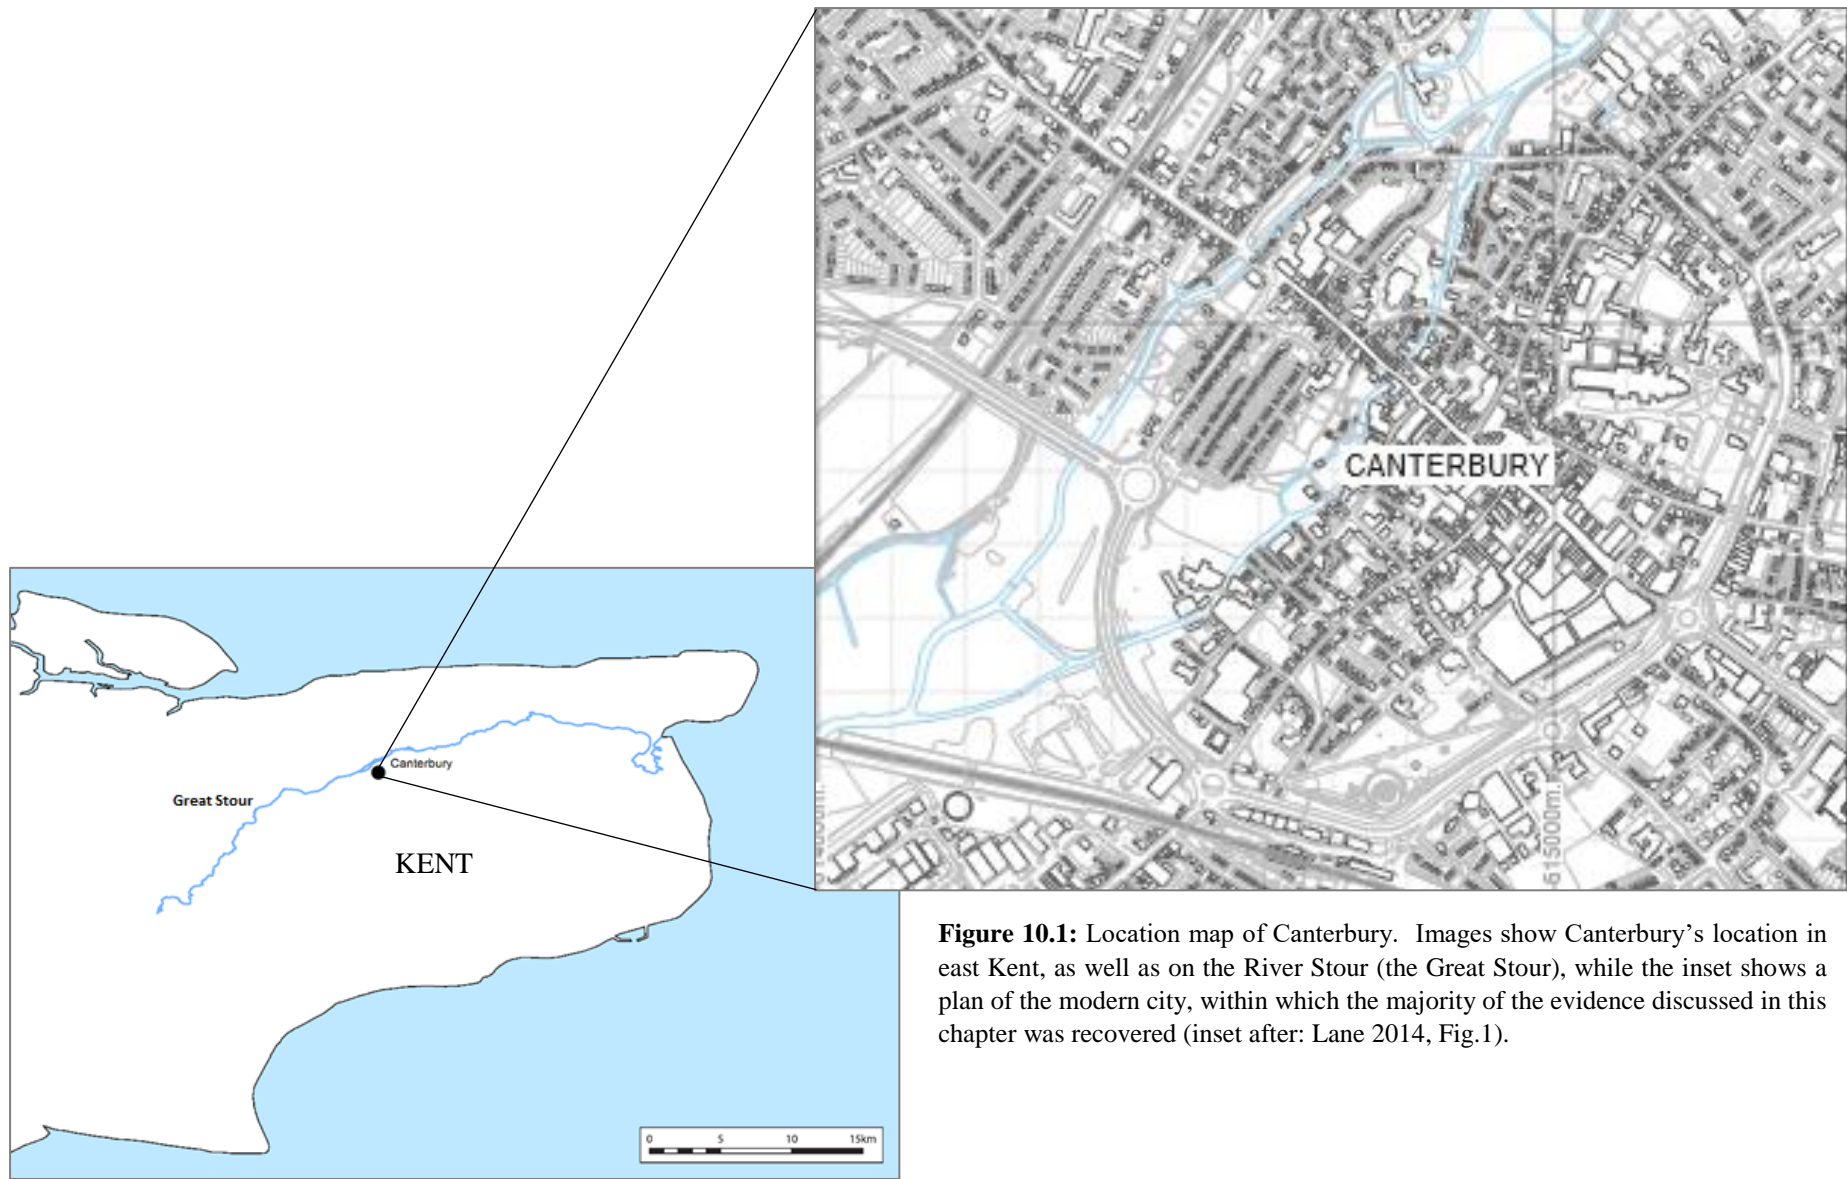 CANTERBURY
615000m.
Canterbury
Great Stour
KENT
0 5 10 15km
Figure 10.1: Location map of Canterbury. Images show Canterbury’s location in
east Kent, as well as on the River Stour (the Great Stour), while the inset shows a
plan of the modern city, within which the majority of the evidence discussed in this
chapter was recovered (inset after: Lane 2014, Fig.1).